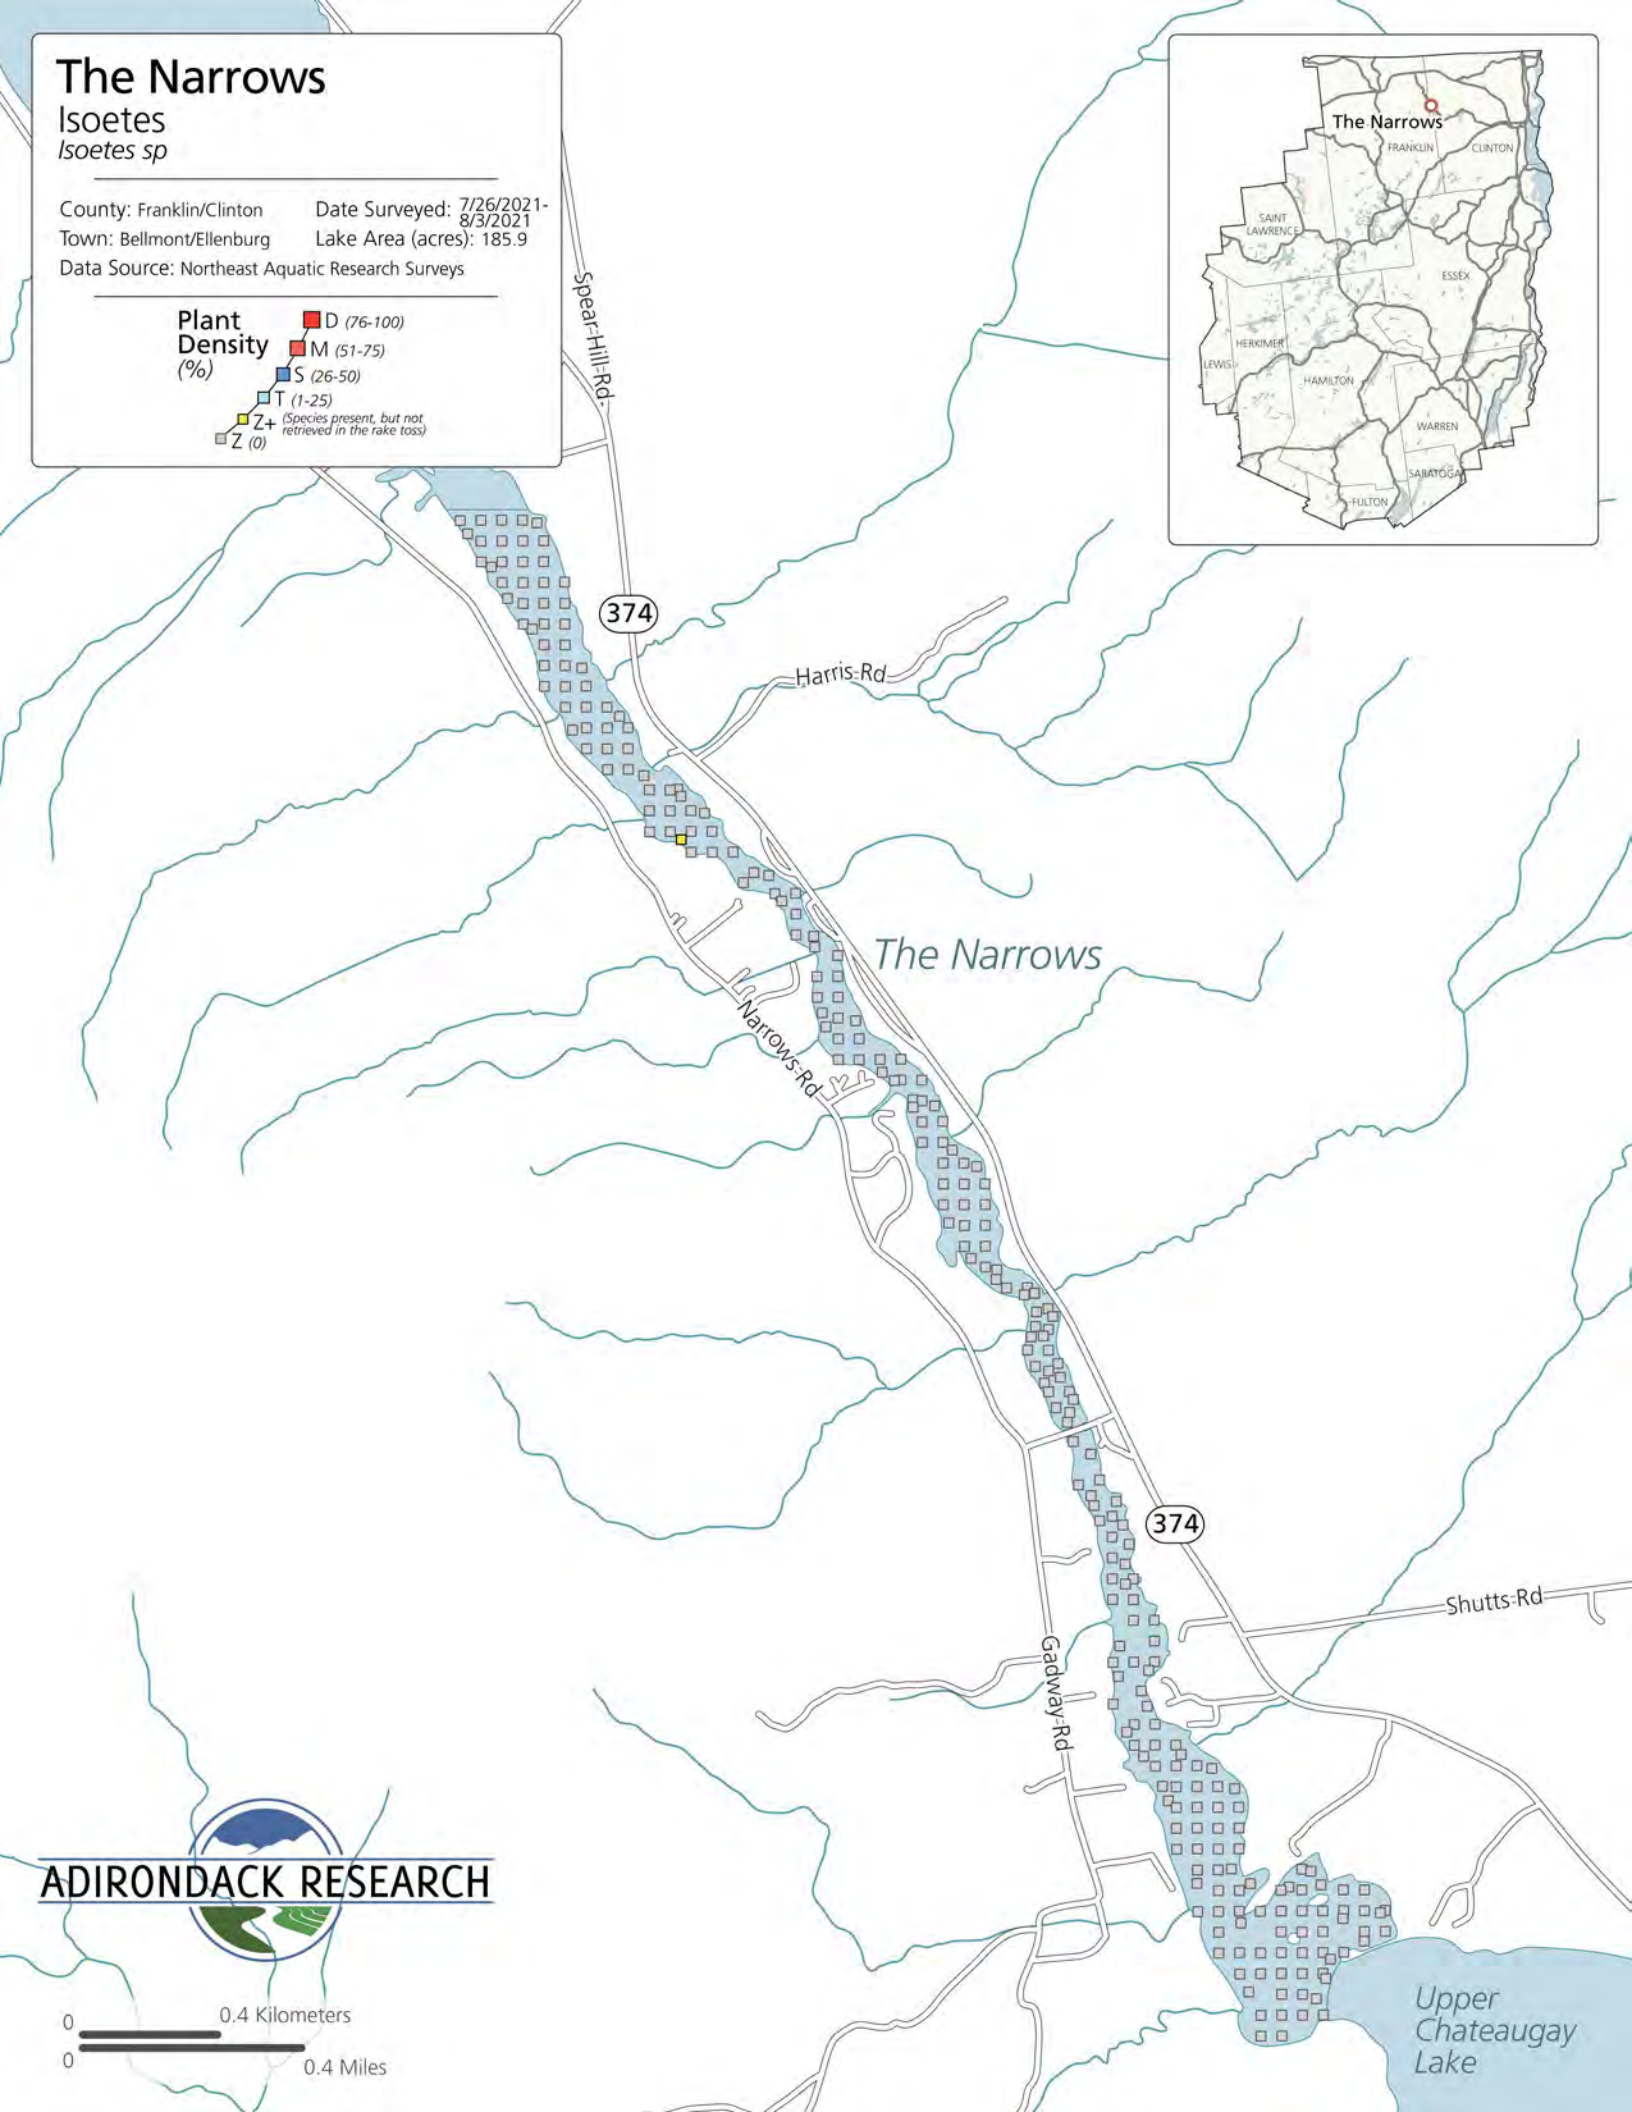 The Narrows
Isoetes
Isoetes sp
County: Franklin/Clinton
Date Surveyed: 7/26/2021-
8/3/2021
Town: Bellmont/Ellenburg
Lake Area (acres): 185.9
Data Source: Northeast Aquatic Research Surveys
Plant
Density
(%)
D (76-100)
M (51-75)
S (26-50)
T (1-25)
Z+ (Species present, but not
retrieved in the rake toss)
Z (0)
The Narrows
FRANKLIN
CLINTON
SAINT
LAWRENCE
ESSEX
HERKIMER
LEWIS
HAMILTON
WARREN
SARATOGA
FULTON
Spear-Hill-Rd-
374
Harris-Rd
The Narrows
Narrows-Rd
374
Shutts-Rd
Gadway-Rd
ADIRONDACK RESEARCH
0
0.4 Kilometers
0
0.4 Miles
Upper
Chateaugay
Lake